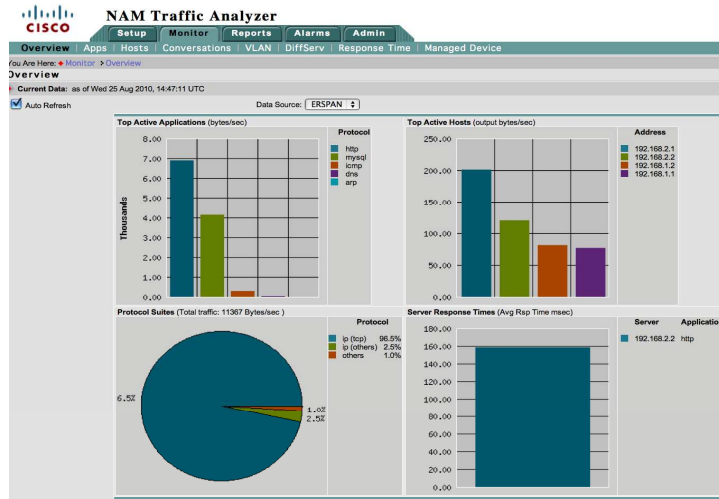 CISCO
NAM Traffic Analyzer
Setup Monitor Reports Alarms Admin
Overview | Apps | Hosts | Conversations | VLAN | DiffServ | Response Time | Managed Device
You Are Here: Monitor Overview
Overview
Current Data: as of Wed 25 Aug 2010, 14:47:11 UTC
Auto Refresh
Data Source: ERSPAN
Top Active Applications (bytes/sec)
Thousands
8.00
7.00
6.00
5.00
4.00
3.00
2.00
1.00
0.00
Protocol
http
mysql
icmp
dns
arp
Top Active Hosts (output bytes/sec)
250.00
200.00
150.00
100.00
50.00
0.00
Address
192.168.2.1
192.168.2.2
192.168.1.2
192.168.1.1
Protocol Suites (Total traffic: 11367 Bytes/sec )
6.5%
1.0%
2.5%
Protocol
ip (tcp) 96.5%
ip (others) 2.5%
others 1.0%
Server Response Times (Avg Rsp Time msec)
180.00
160.00
140.00
120.00
100.00
80.00
60.00
40.00
20.00
0.00
Server Applicatio
192.168.2.2 http